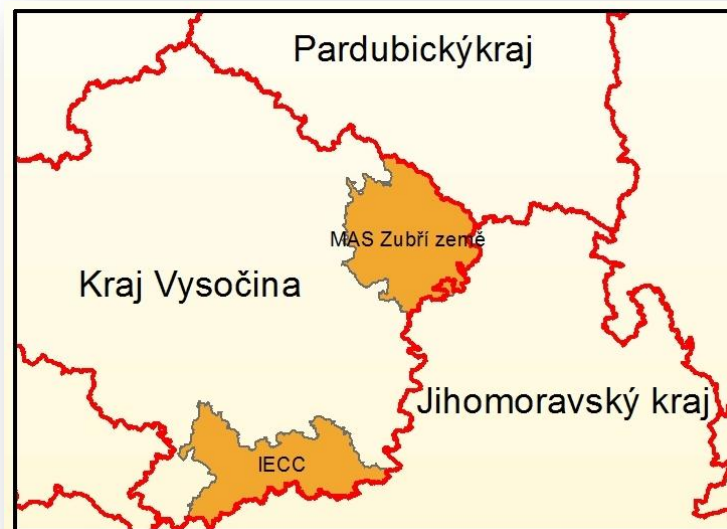 Pardubickýkraj
MAS Zubří země
Kraj Vysočina
Jihomoravský kraj
IECC